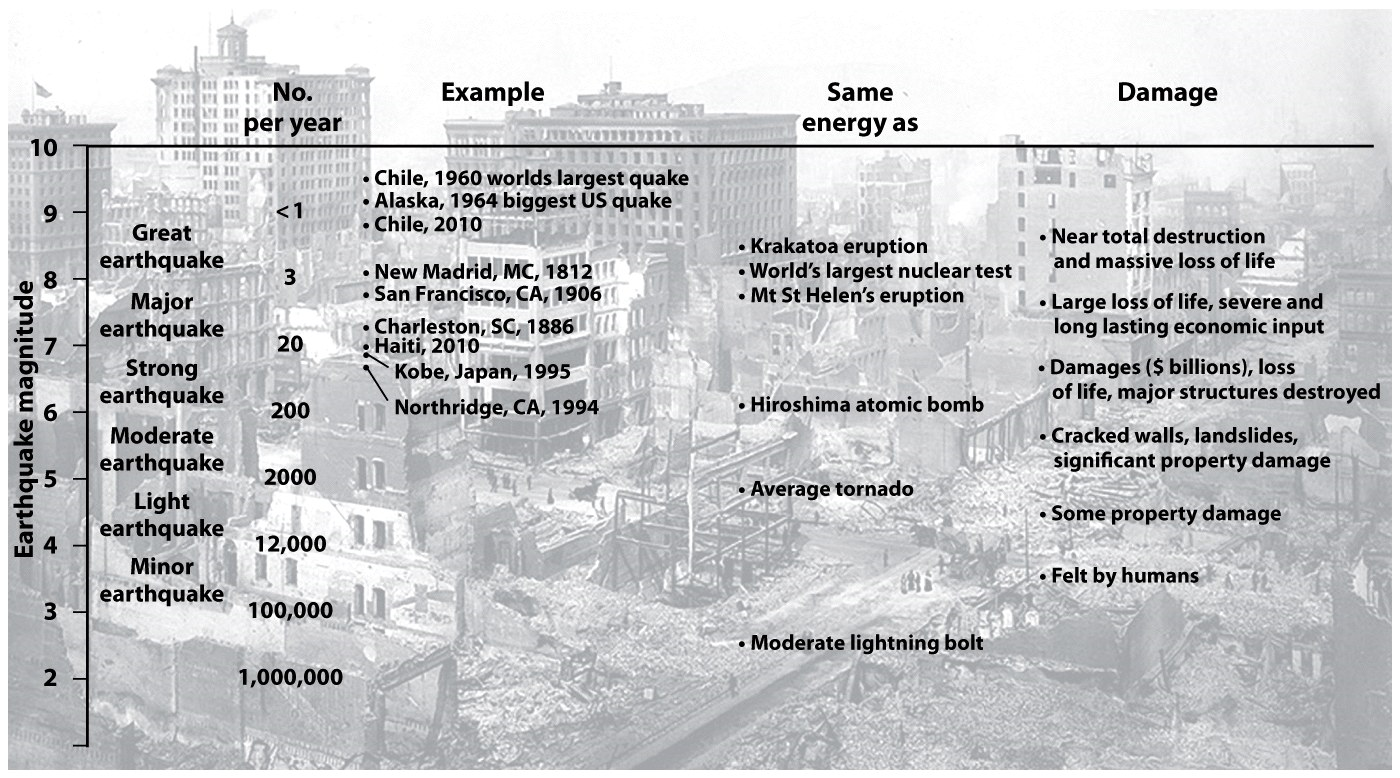 No.
per year
Example
Same
energy as
Damage
Earthquake magnitude
10
9
8
7
6
5
4
3
2
Great
earthquake
Major
earthquake
Strong
earthquake
Moderate
earthquake
Light
earthquake
Minor
earthquake
<1
3
20
200
2000
12,000
100,000
1,000,000
• Chile, 1960 worlds largest quake
• Alaska, 1964 biggest US quake
• Chile, 2010
• New Madrid, MC, 1812
• San Francisco, CA, 1906
• Charleston, SC, 1886
• Haiti, 2010
• Kobe, Japan, 1995
• Northridge, CA, 1994
• Krakatoa eruption
• World's largest nuclear test
• Mt St Helen's eruption
• Hiroshima atomic bomb
• Average tornado
• Moderate lightning bolt
• Near total destruction
and massive loss of life
• Large loss of life, severe and
long lasting economic input
• Damages ($ billions), loss
of life, major structures destroyed
• Cracked walls, landslides,
significant property damage
• Some property damage
• Felt by humans